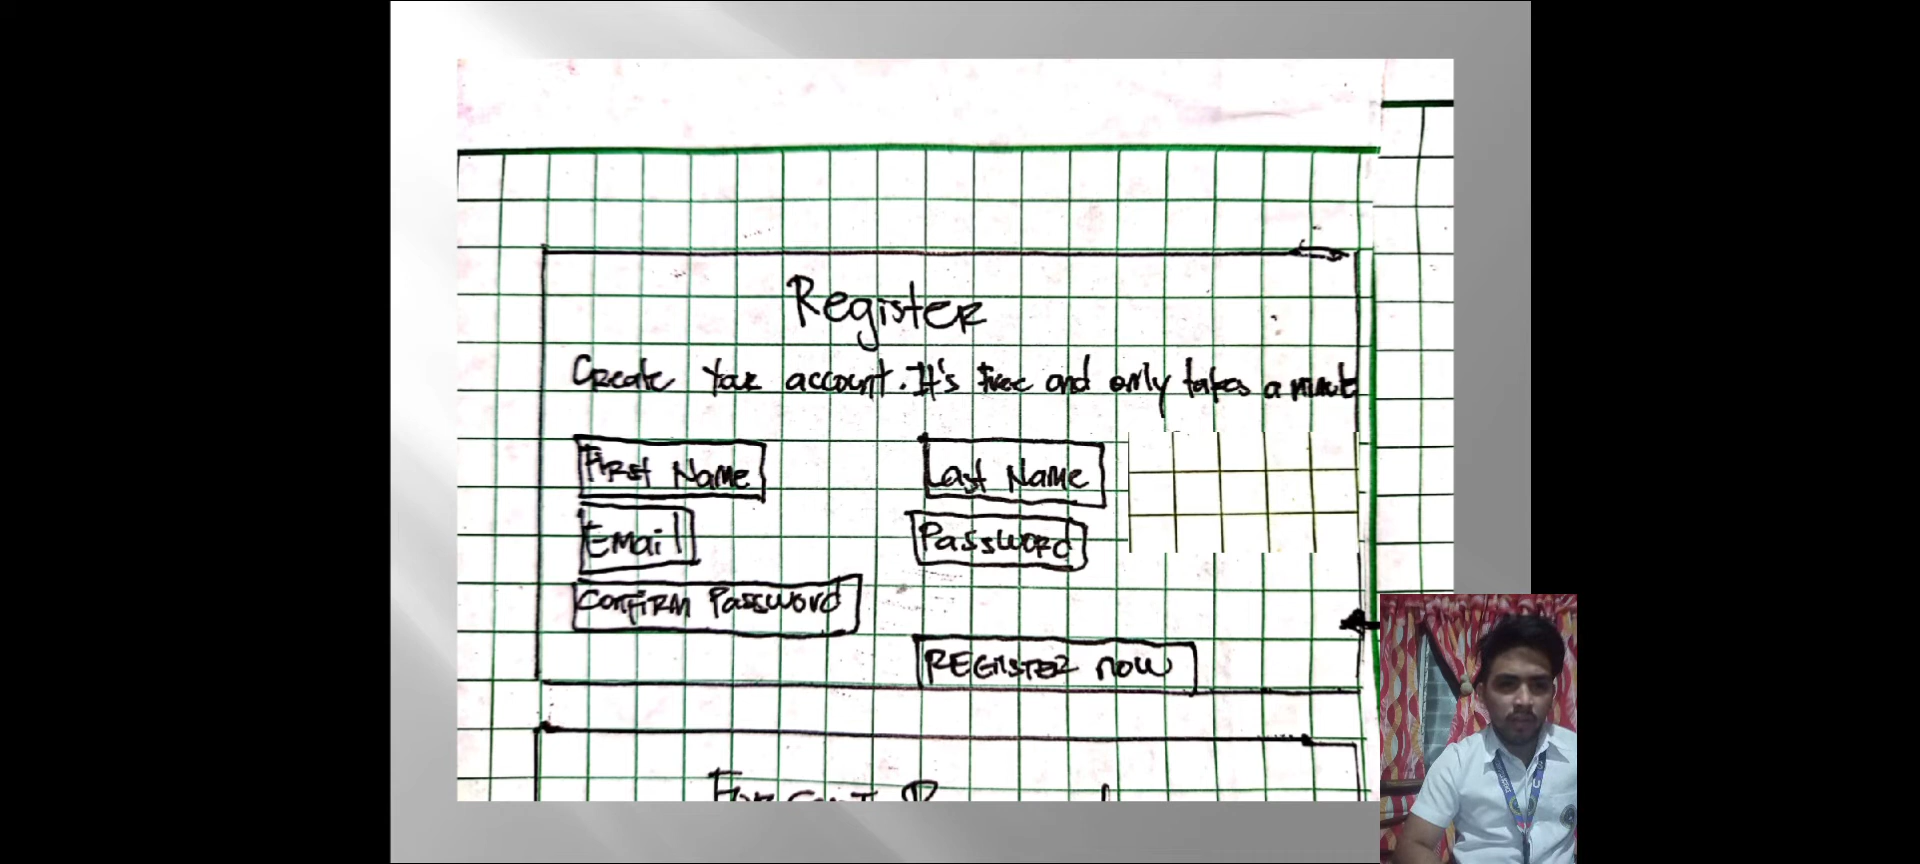 Register
Create your account. It's free and only takes a minute
First Name
Last Name
Email
Password
Confirm Password
REGISTER NOW
Forgot